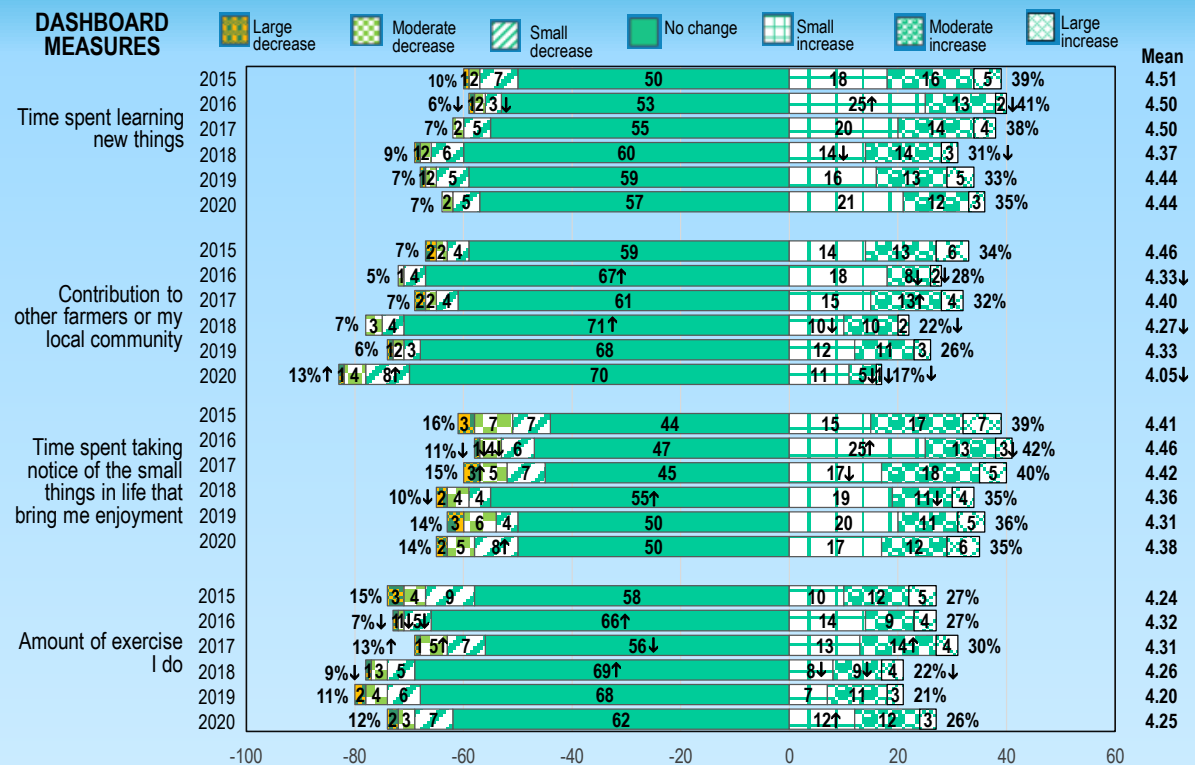 DASHBOARD
MEASURES
Large
decrease
Moderate
decrease
Small
decrease
No change
Small
increase
Moderate
increase
Large
increase
Mean
Time spent learning
new things
2015 10% 1 2 7 50 18 16 5 39% 4.51
2016 6%↓ 1 2 3↓ 53 25↑ 13 2↓ 41% 4.50
2017 7% 2 5 55 20 14 4 38% 4.50
2018 9% 1 2 6 60 14↓ 14 3 31%↓ 4.37
2019 7% 1 2 5 59 16 13 5 33% 4.44
2020 7% 2 5 57 21 12 3 35% 4.44
Contribution to
other farmers or my
local community
2015 7% 2 2 4 59 14 13 6 34% 4.46
2016 5% 1 4 67↑ 18 8↓ 2↓ 28% 4.33↓
2017 7% 2 2 4 61 15 13↑ 4 32% 4.40
2018 7% 3 4 71↑ 10↓ 10 2 22%↓ 4.27↓
2019 6% 1 2 3 68 12 11 3 26% 4.33
2020 13%↑ 1 4 8↑ 70 11 5↓ 1↓ 17%↓ 4.05↓
Time spent taking
notice of the small
things in life that
bring me enjoyment
2015 16% 3 7 7 44 15 17 7 39% 4.41
2016 11%↓ 1↓ 4↓ 6 47 25↑ 13 3↓ 42% 4.46
2017 15% 3↑ 5 7 45 17↓ 18 5 40% 4.42
2018 10%↓ 2 4 4 55↑ 19 11↓ 4 35% 4.36
2019 14% 3 6 4 50 20 11 5 36% 4.31
2020 14% 2 5 8↑ 50 17 12 6 35% 4.38
Amount of exercise
I do
2015 15% 3 4 9 58 10 12 5 27% 4.24
2016 7%↓ 1 1↓ 5↓ 66↑ 14 9 4 27% 4.32
2017 13%↑ 1 5↑ 7 56↓ 13 14↑ 4 30% 4.31
2018 9%↓ 1 3 5 69↑ 8↓ 9↓ 4 22%↓ 4.26
2019 11% 2 4 6 68 7 11 3 21% 4.20
2020 12% 2 3 7 62 12↑ 12 3 26% 4.25
-100 -80 -60 -40 -20 0 20 40 60